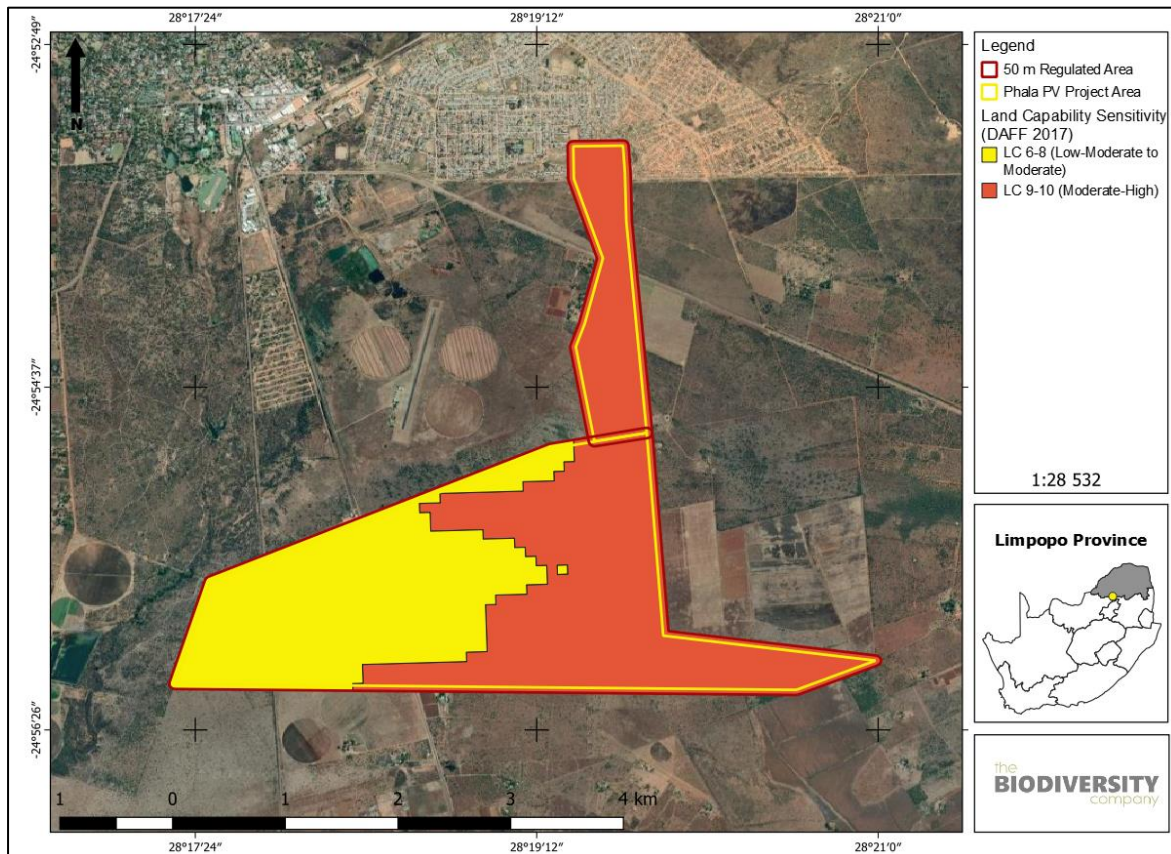 28°17′24″ 28°19′12″ 28°21′0″
-24°52′49″
-24°54′37″
-24°56′26″
N
1 0 1 2 3 4 km
28°17′24″ 28°19′12″ 28°21′0″
Legend
50 m Regulated Area
Phala PV Project Area
Land Capability Sensitivity
(DAFF 2017)
LC 6-8 (Low-Moderate to
Moderate)
LC 9-10 (Moderate-High)
1:28 532
Limpopo Province
the
BIODIVERSITY
company